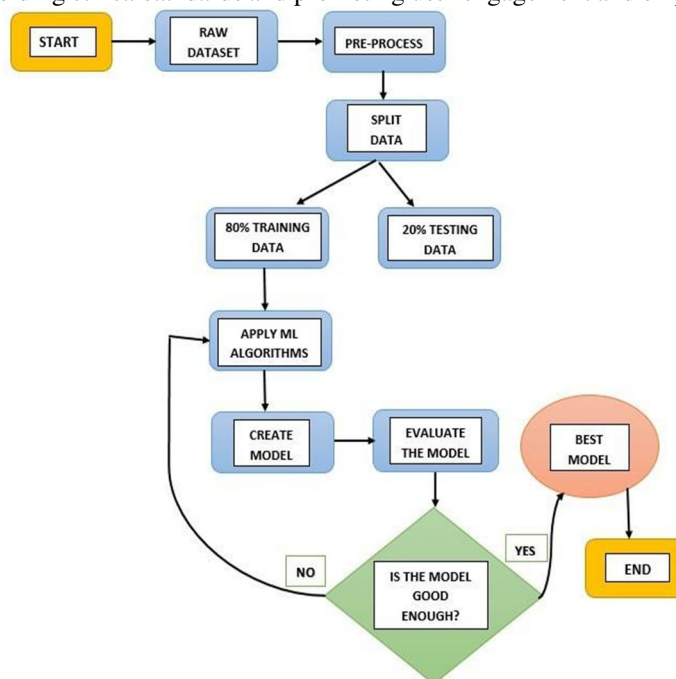 START
RAW
DATASET
PRE-PROCESS
SPLIT
DATA
80% TRAINING
DATA
20% TESTING
DATA
APPLY ML
ALGORITHMS
CREATE
MODEL
EVALUATE
THE MODEL
BEST
MODEL
NO
YES
IS THE MODEL
GOOD
ENOUGH?
END